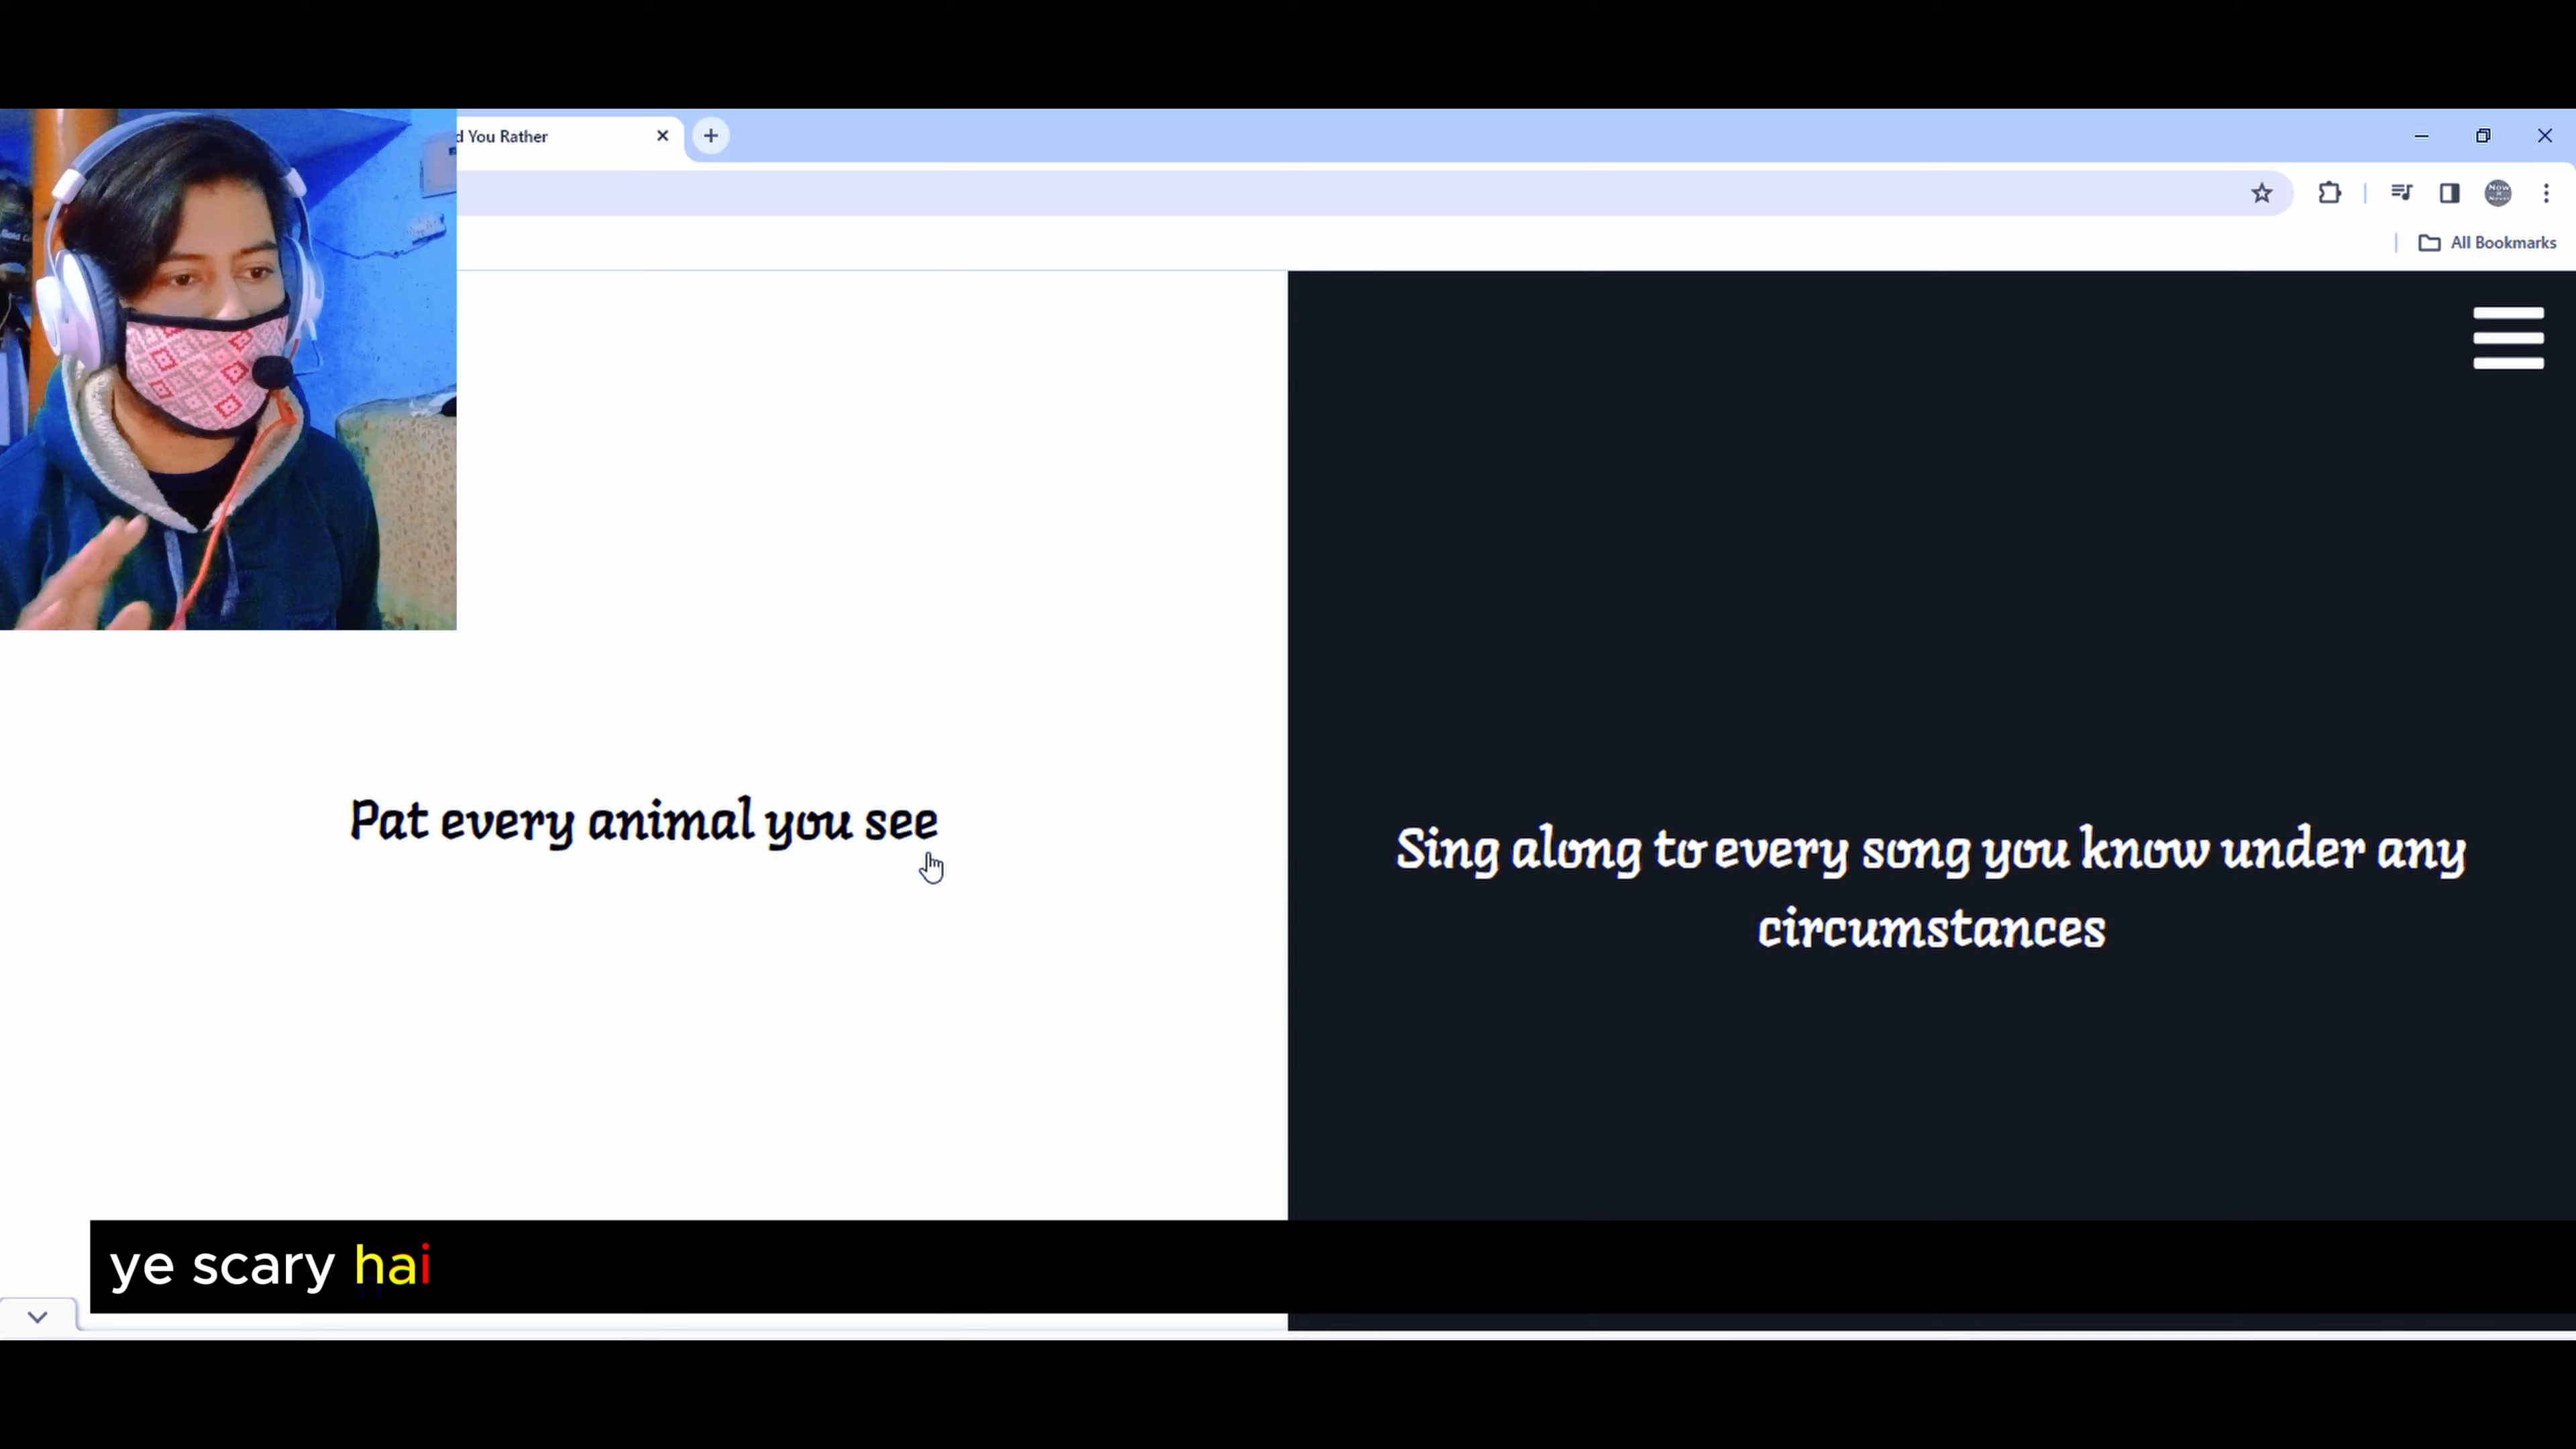 d You Rather
All Bookmarks
Pat every animal you see
Sing along to every song you know under any
circumstances
ye scary hai